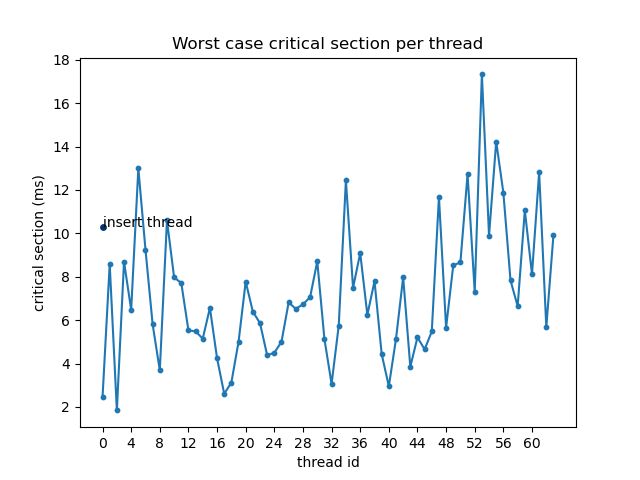 Worst case critical section per thread
18
16
14
12
10
8
6
4
2
critical section (ms)
insert thread
0 4 8 12 16 20 24 28 32 36 40 44 48 52 56 60
thread id